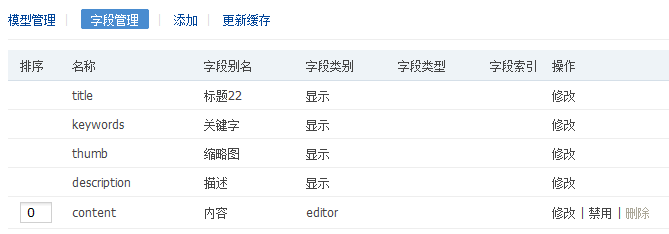 模型管理 | 字段管理 | 添加 | 更新缓存
排序 名称 字段别名 字段类别 字段类型 字段索引 操作
title 标题22 显示 修改
keywords 关键字 显示 修改
thumb 缩略图 显示 修改
description 描述 显示 修改
0 content 内容 editor 修改 | 禁用 | 删除